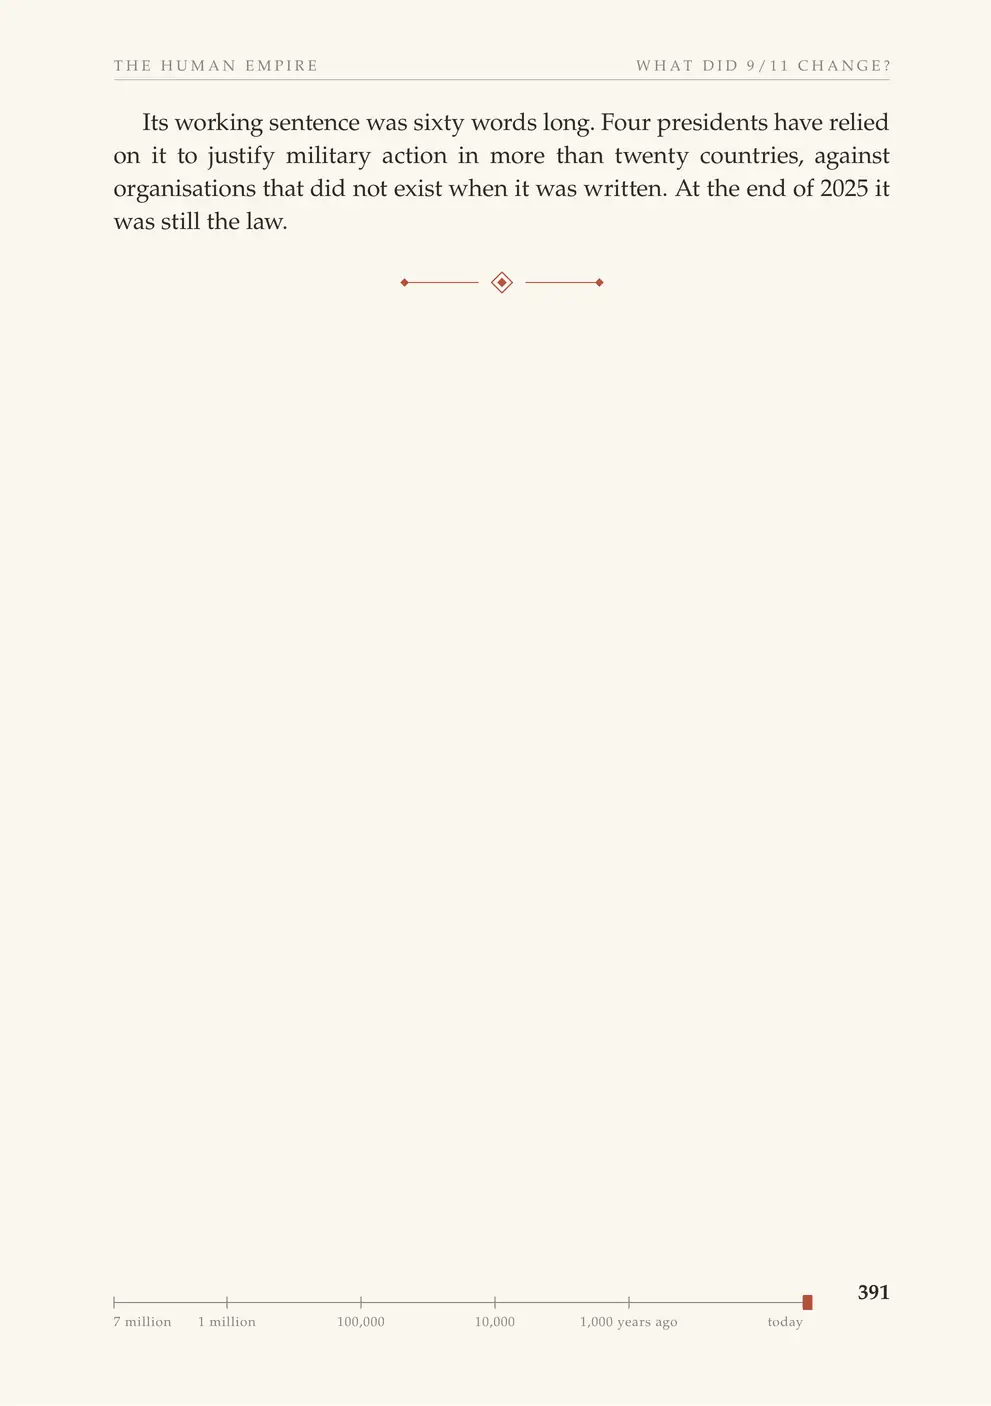 THE HUMAN EMPIRE
WHAT DID 9/11 CHANGE?
Its working sentence was sixty words long. Four presidents have relied
on it to justify military action in more than twenty countries, against
organisations that did not exist when it was written. At the end of 2025 it
was still the law.
391
7 million
1 million
100,000
10,000
1,000 years ago
today